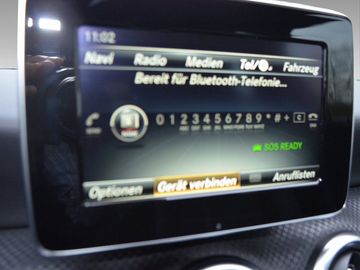 11:02
Navi Radio Medien Tel/ Fahrzeug
Bereit für Bluetooth-Telefonie...
0 1 2 3 4 5 6 7 8 9 * # + C
SOS READY
Optionen Gerät verbinden Anruflisten